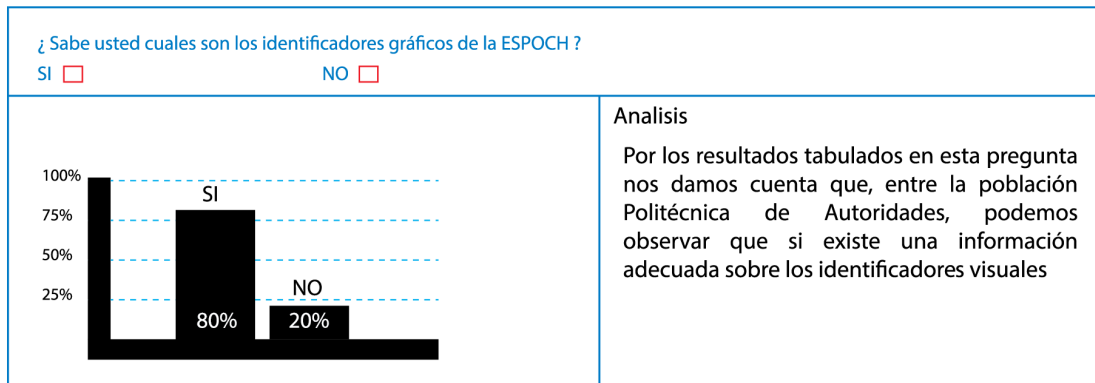 ¿ Sabe usted cuales son los identificadores gráficos de la ESPOCH ?
SI NO
100%
75%
50%
25%
SI
NO
80% 20%
Analisis
Por los resultados tabulados en esta pregunta
nos damos cuenta que, entre la población
Politécnica de Autoridades, podemos
observar que si existe una información
adecuada sobre los identificadores visuales